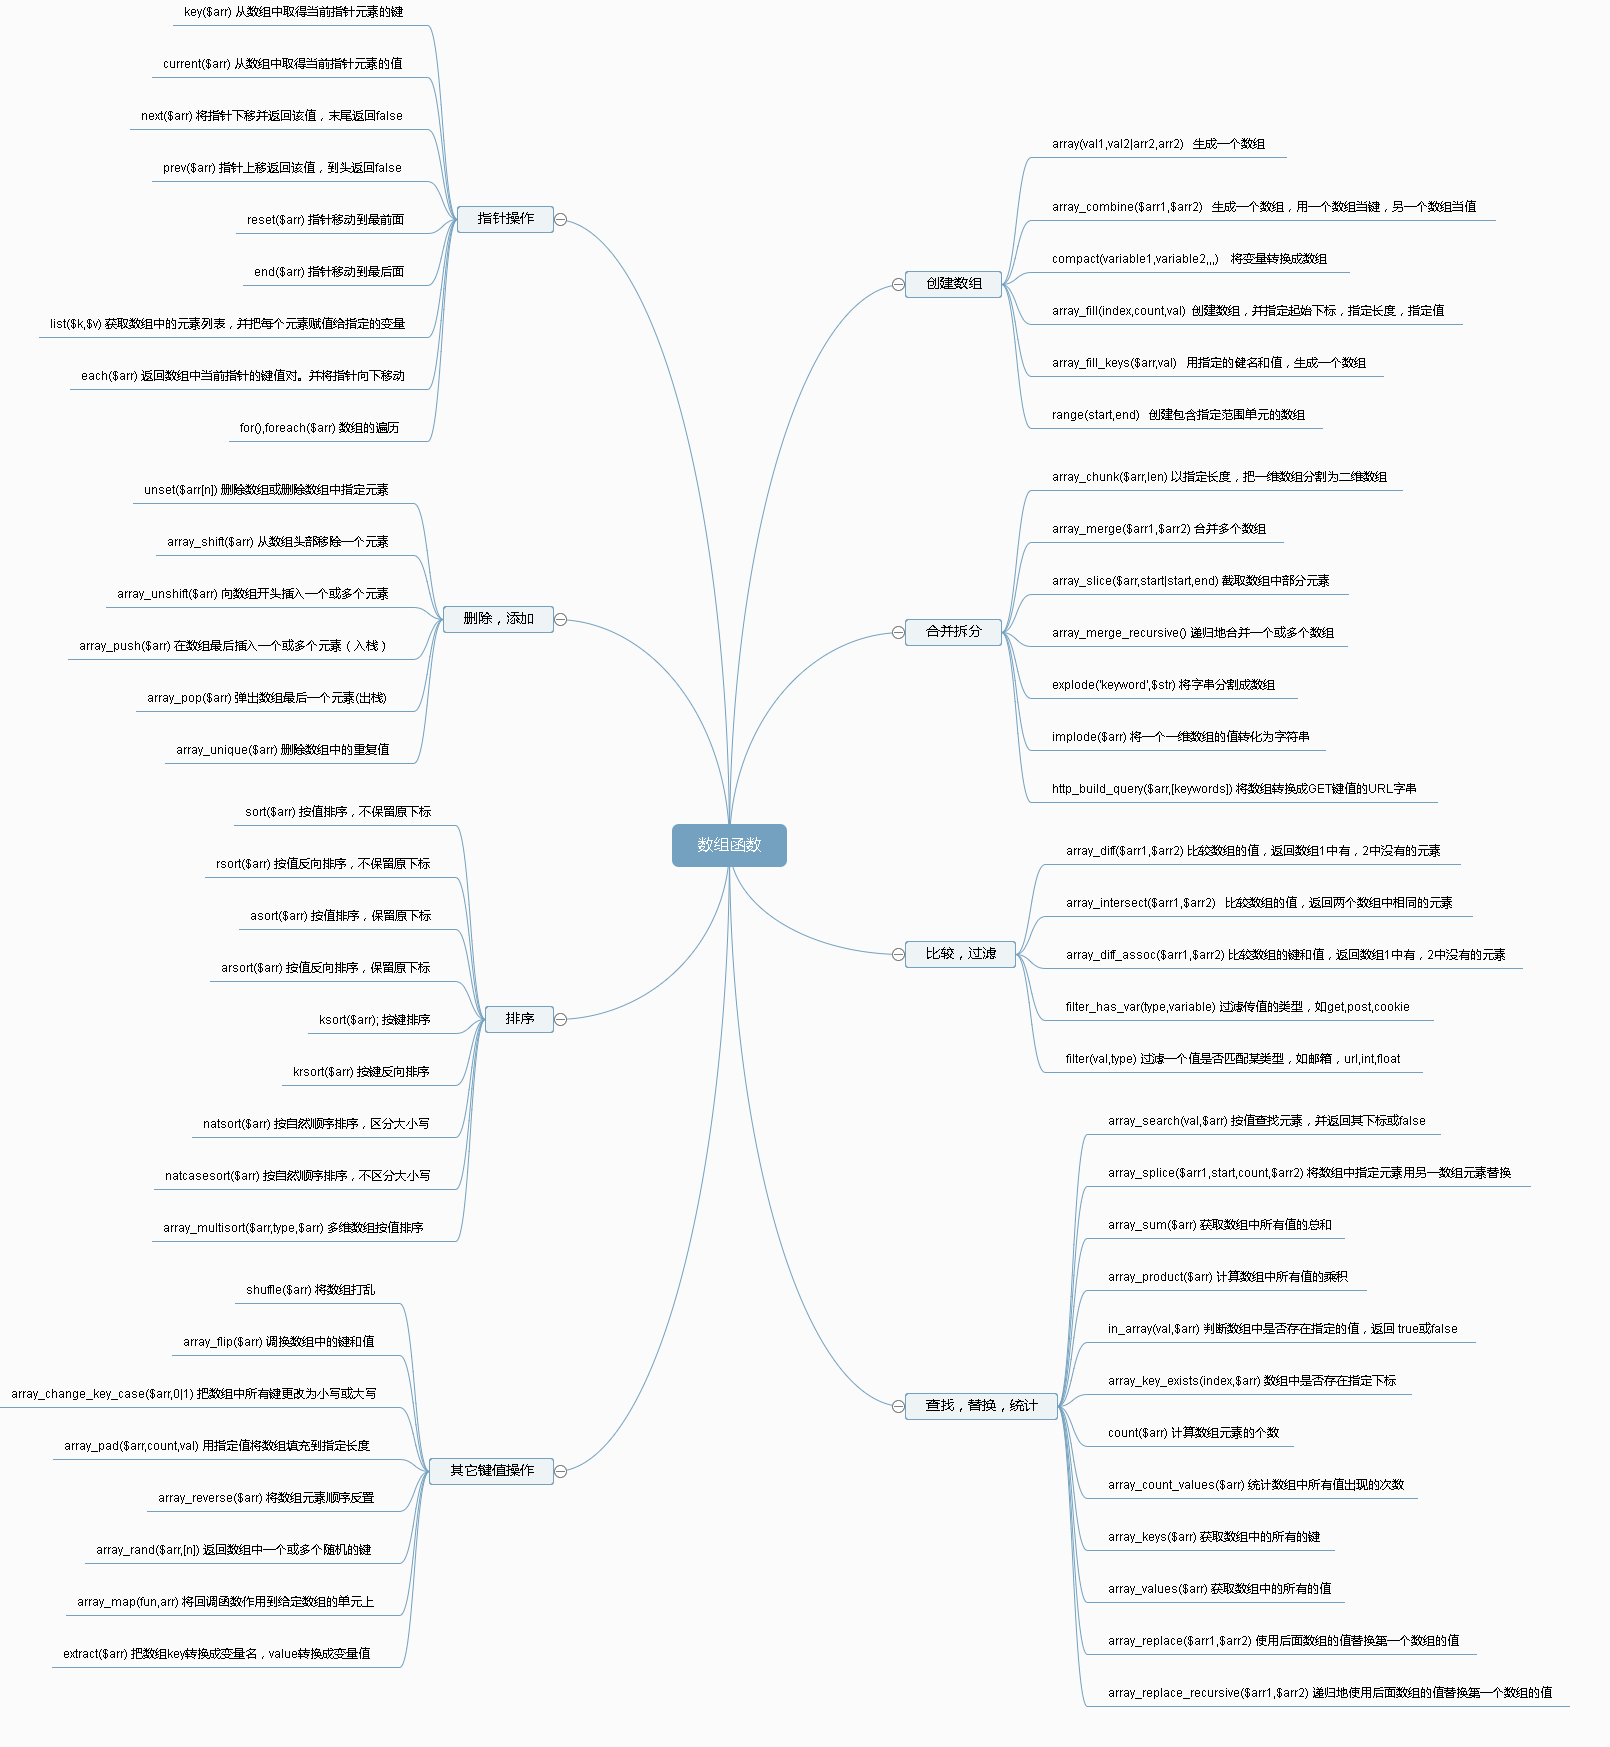 数组函数
指针操作
key($arr) 从数组中取得当前指针元素的键
current($arr) 从数组中取得当前指针元素的值
next($arr) 将指针下移并返回该值，末尾返回false
prev($arr) 指针上移返回该值，到头返回false
reset($arr) 指针移动到最前面
end($arr) 指针移动到最后面
list($k,$v) 获取数组中的元素列表，并把每个元素赋值给指定的变量
each($arr) 返回数组中当前指针的键值对。并将指针向下移动
for(),foreach($arr) 数组的遍历
删除，添加
unset($arr[n]) 删除数组或删除数组中指定元素
array_shift($arr) 从数组头部移除一个元素
array_unshift($arr) 向数组开头插入一个或多个元素
array_push($arr) 在数组最后插入一个或多个元素（入栈）
array_pop($arr) 弹出数组最后一个元素(出栈)
array_unique($arr) 删除数组中的重复值
排序
sort($arr) 按值排序，不保留原下标
rsort($arr) 按值反向排序，不保留原下标
asort($arr) 按值排序，保留原下标
arsort($arr) 按值反向排序，保留原下标
ksort($arr); 按键排序
krsort($arr) 按键反向排序
natsort($arr) 按自然顺序排序，区分大小写
natcasesort($arr) 按自然顺序排序，不区分大小写
array_multisort($arr,type,$arr) 多维数组按值排序
其它键值操作
shuffle($arr) 将数组打乱
array_flip($arr) 调换数组中的键和值
array_change_key_case($arr,0|1) 把数组中所有键更改为小写或大写
array_pad($arr,count,val) 用指定值将数组填充到指定长度
array_reverse($arr) 将数组元素顺序反置
array_rand($arr,[n]) 返回数组中一个或多个随机的键
array_map(fun,arr) 将回调函数作用到给定数组的单元上
extract($arr) 把数组key转换成变量名，value转换成变量值
创建数组
array(val1,val2|arr2,arr2) 生成一个数组
array_combine($arr1,$arr2) 生成一个数组，用一个数组当键，另一个数组当值
compact(variable1,variable2,,,) 将变量转换成数组
array_fill(index,count,val) 创建数组，并指定起始下标，指定长度，指定值
array_fill_keys($arr,val) 用指定的健名和值，生成一个数组
range(start,end) 创建包含指定范围单元的数组
合并拆分
array_chunk($arr,len) 以指定长度，把一维数组分割为二维数组
array_merge($arr1,$arr2) 合并多个数组
array_slice($arr,start|start,end) 截取数组中部分元素
array_merge_recursive() 递归地合并一个或多个数组
explode('keyword',$str) 将字串分割成数组
implode($arr) 将一个一维数组的值转化为字符串
http_build_query($arr,[keywords]) 将数组转换成GET键值的URL字串
比较，过滤
array_diff($arr1,$arr2) 比较数组的值，返回数组1中有，2中没有的元素
array_intersect($arr1,$arr2) 比较数组的值，返回两个数组中相同的元素
array_diff_assoc($arr1,$arr2) 比较数组的键和值，返回数组1中有，2中没有的元素
filter_has_var(type,variable) 过滤传值的类型，如get,post,cookie
filter(val,type) 过滤一个值是否匹配某类型，如邮箱，url,int,float
查找，替换，统计
array_search(val,$arr) 按值查找元素，并返回其下标或false
array_splice($arr1,start,count,$arr2) 将数组中指定元素用另一数组元素替换
array_sum($arr) 获取数组中所有值的总和
array_product($arr) 计算数组中所有值的乘积
in_array(val,$arr) 判断数组中是否存在指定的值，返回 true或false
array_key_exists(index,$arr) 数组中是否存在指定下标
count($arr) 计算数组元素的个数
array_count_values($arr) 统计数组中所有值出现的次数
array_keys($arr) 获取数组中的所有的键
array_values($arr) 获取数组中的所有的值
array_replace($arr1,$arr2) 使用后面数组的值替换第一个数组的值
array_replace_recursive($arr1,$arr2) 递归地使用后面数组的值替换第一个数组的值